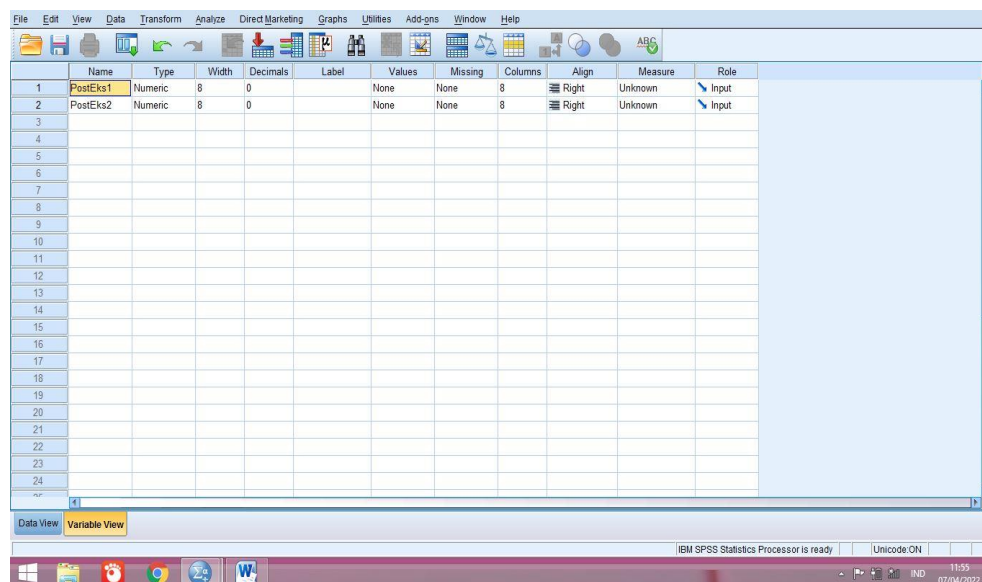 File Edit View Data Transform Analyze Direct Marketing Graphs Utilities Add-ons Window Help
ABC
Name Type Width Decimals Label Values Missing Columns Align Measure Role
1 PostEks1 Numeric 8 0 None None 8 Right Unknown Input
2 PostEks2 Numeric 8 0 None None 8 Right Unknown Input
3
4
5
6
7
8
9
10
11
12
13
14
15
16
17
18
19
20
21
22
23
24
Data View Variable View
IBM SPSS Statistics Processor is ready Unicode:ON
IND 11:55
07/04/2022